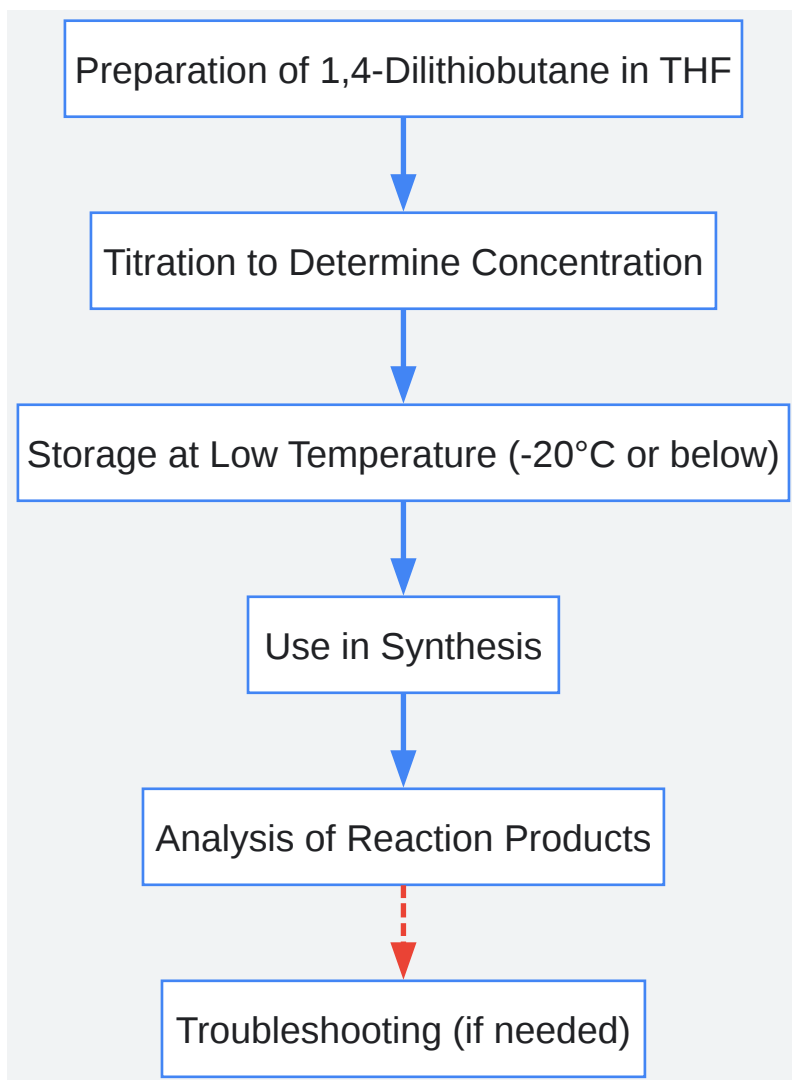 Preparation of 1,4-Dilithiobutane in THF
Titration to Determine Concentration
Storage at Low Temperature (-20°C or below)
Use in Synthesis
Analysis of Reaction Products
Troubleshooting (if needed)